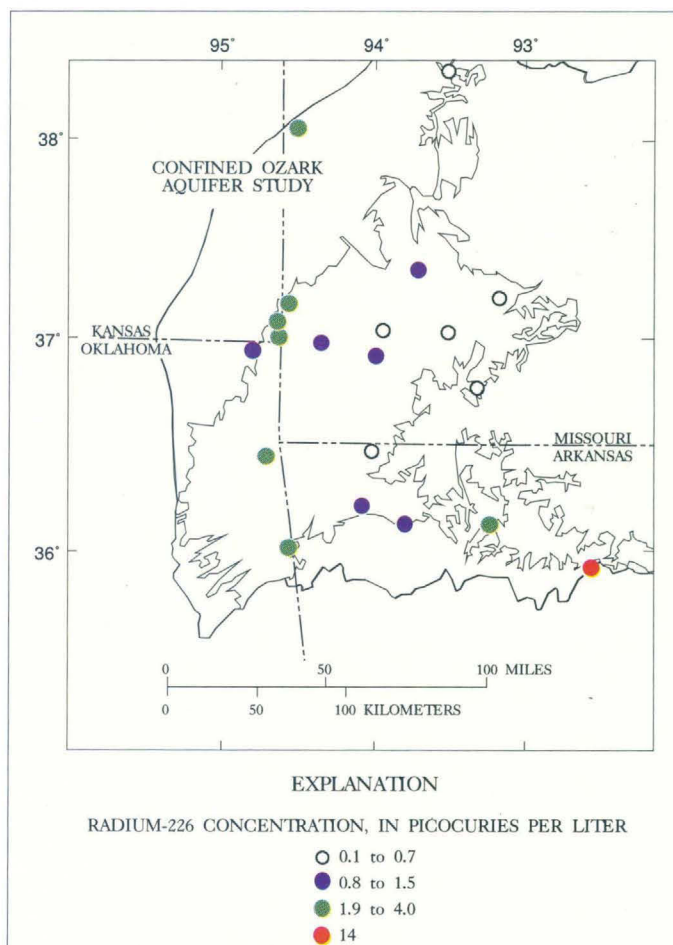 95° 94° 93°
38°
CONFINED OZARK
AQUIFER STUDY
37°
KANSAS
OKLAHOMA
MISSOURI
ARKANSAS
36°
0 50 100 MILES
0 50 100 KILOMETERS
EXPLANATION
RADIUM-226 CONCENTRATION, IN PICOCURIES PER LITER
0.1 to 0.7
0.8 to 1.5
1.9 to 4.0
14